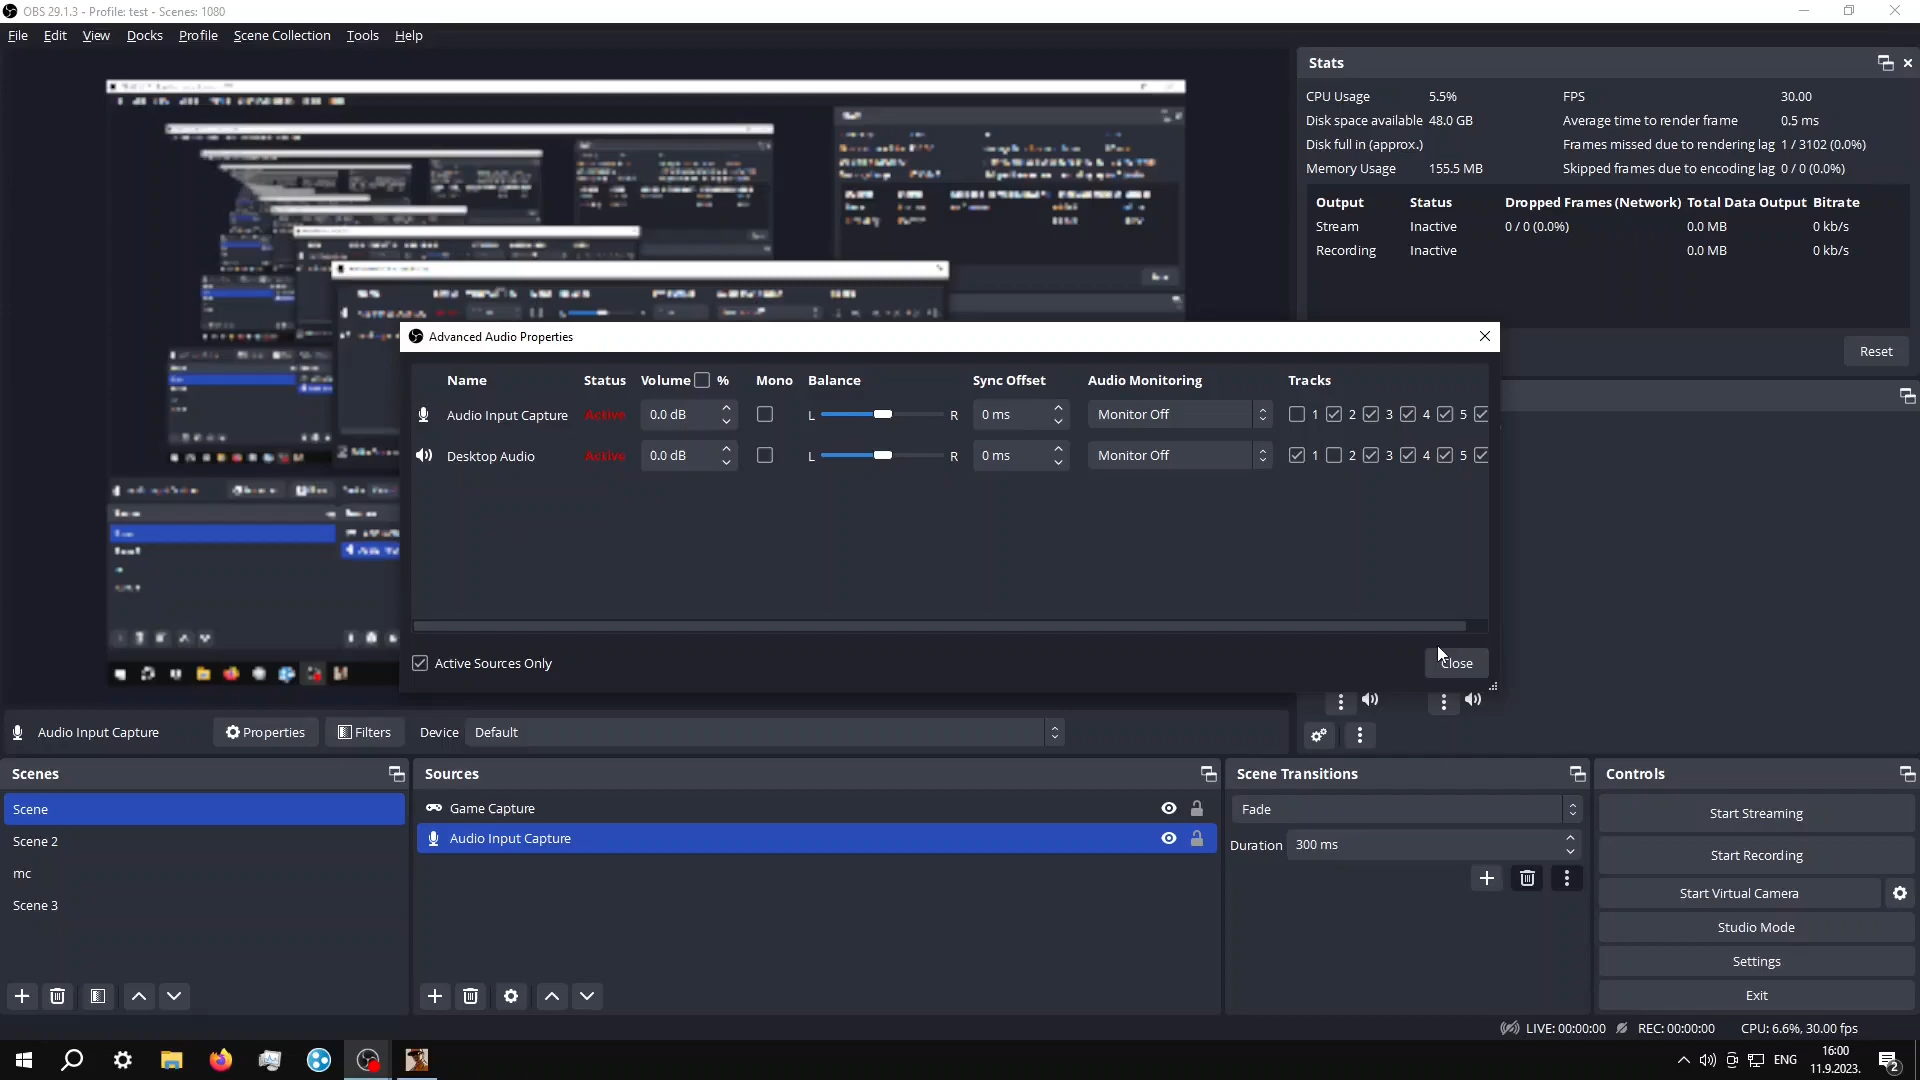 OBS 29.1.3 - Profile: test - Scenes: 1080
File Edit View Docks Profile Scene Collection Tools Help
Stats
CPU Usage 5.5% FPS 30.00
Disk space available 48.0 GB Average time to render frame 0.5 ms
Disk full in (approx.) Frames missed due to rendering lag 1 / 3102 (0.0%)
Memory Usage 155.5 MB Skipped frames due to encoding lag 0 / 0 (0.0%)
Output Status Dropped Frames (Network) Total Data Output Bitrate
Stream Inactive 0 / 0 (0.0%) 0.0 MB 0 kb/s
Recording Inactive 0.0 MB 0 kb/s
Reset
Advanced Audio Properties
Name Status Volume % Mono Balance Sync Offset Audio Monitoring Tracks
Audio Input Capture Active 0.0 dB L R 0 ms Monitor Off 1 2 3 4 5
Desktop Audio Active 0.0 dB L R 0 ms Monitor Off 1 2 3 4 5
Active Sources Only Close
Audio Input Capture Properties Filters Device Default
Scenes Sources Scene Transitions Controls
Scene
Scene 2
mc
Scene 3
Game Capture
Audio Input Capture
Fade
Duration 300 ms
Start Streaming
Start Recording
Start Virtual Camera
Studio Mode
Settings
Exit
LIVE: 00:00:00 REC: 00:00:00 CPU: 6.6%, 30.00 fps
ENG
16:00
11.9.2023.
2